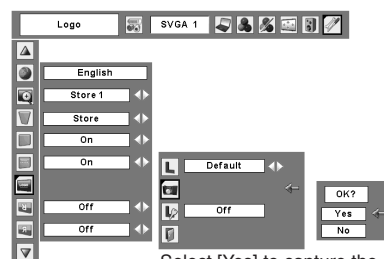 Logo
SVGA 1
English
Store 1
Store
On
On
Off
Off
Default
Off
OK?
Yes
No
Select [Yes] to capture the